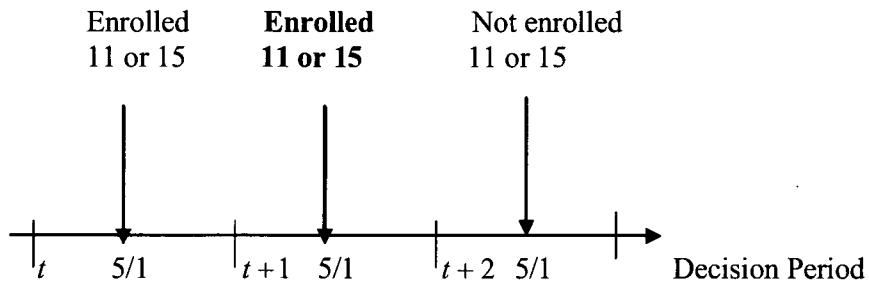 Enrolled
11 or 15
Enrolled
11 or 15
Not enrolled
11 or 15
t 5/1 t + 1 5/1 t + 2 5/1 Decision Period